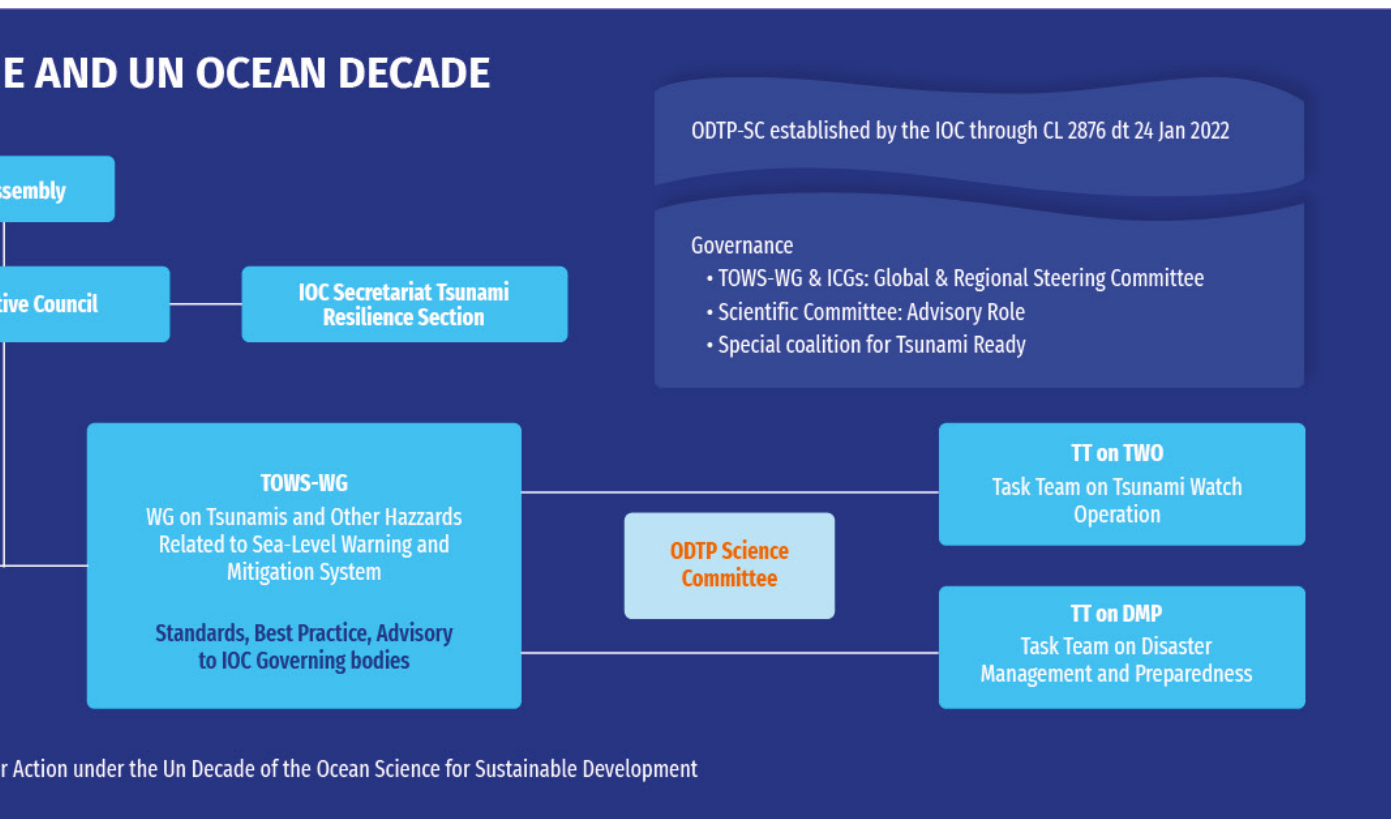 E AND UN OCEAN DECADE
ODTP-SC established by the IOC through CL 2876 dt 24 Jan 2022
ssembly
Governance
• TOWS-WG & ICGs: Global & Regional Steering Committee
• Scientific Committee: Advisory Role
• Special coalition for Tsunami Ready
tive Council
IOC Secretariat Tsunami
Resilience Section
TOWS-WG
WG on Tsunamis and Other Hazzards
Related to Sea-Level Warning and
Mitigation System
Standards, Best Practice, Advisory
to IOC Governing bodies
ODTP Science
Committee
TT on TWO
Task Team on Tsunami Watch
Operation
TT on DMP
Task Team on Disaster
Management and Preparedness
r Action under the Un Decade of the Ocean Science for Sustainable Development